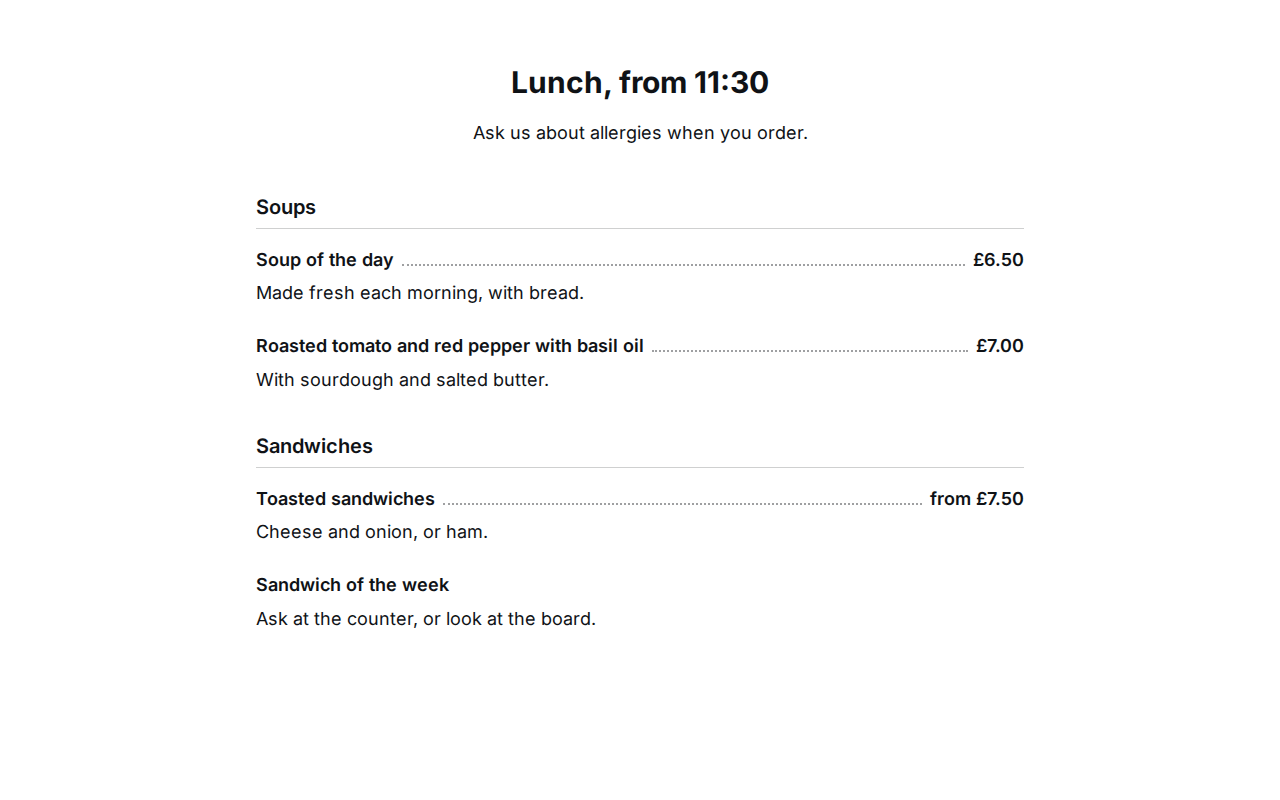 Lunch, from 11:30
Ask us about allergies when you order.
Soups
Soup of the day £6.50
Made fresh each morning, with bread.
Roasted tomato and red pepper with basil oil £7.00
With sourdough and salted butter.
Sandwiches
Toasted sandwiches from £7.50
Cheese and onion, or ham.
Sandwich of the week
Ask at the counter, or look at the board.